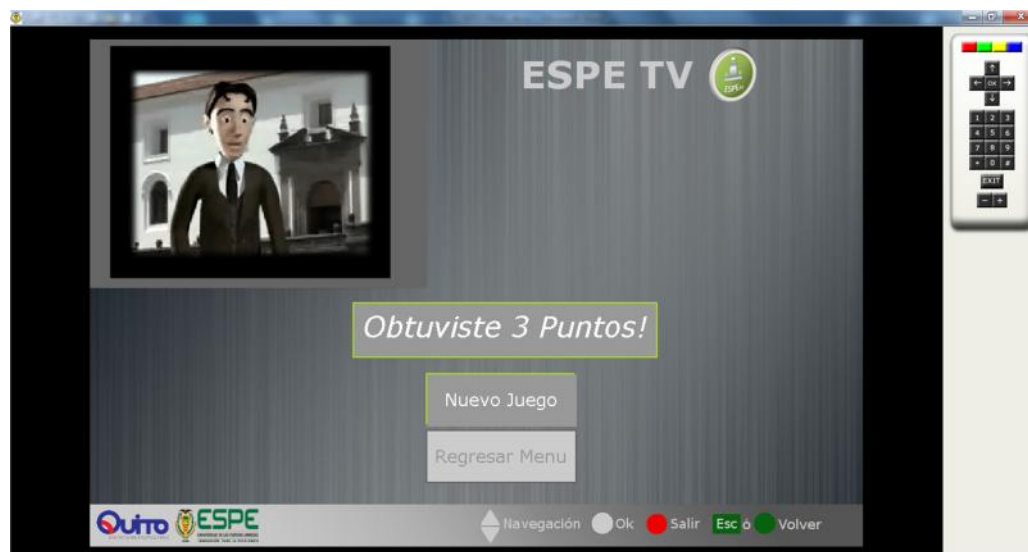 ESPE TV
ESPE
Obtuviste 3 Puntos!
Nuevo Juego
Regresar Menu
QUITO
ESPE
Navegación
Ok
Salir
Esc ó
Volver
OK
1 2 3
4 5 6
7 8 9
* 0 #
EXIT
- +